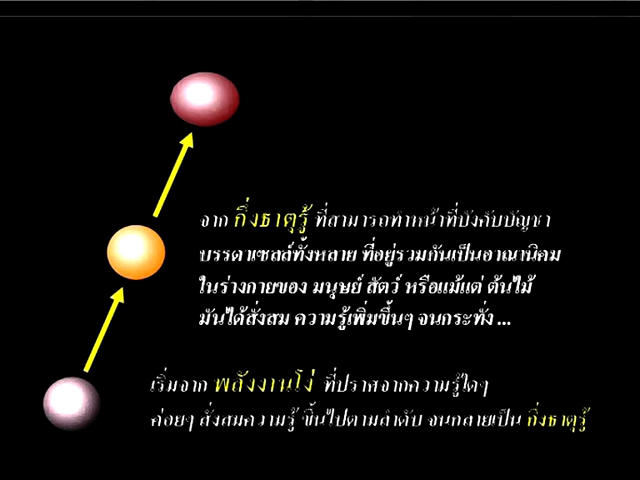 จาก กึ่งธาตุรู้ ที่สามารถทำหน้าที่บังคับบัญชา
บรรดาเซลล์ทั้งหลาย ที่อยู่รวมกันเป็นอาณานิคม
ในร่างกายของ มนุษย์ สัตว์ หรือแม้แต่ ต้นไม้
มันได้สั่งสม ความรู้เพิ่มขึ้นๆ จนกระทั่ง ...
เริ่มจาก พลังงานโง่ ที่ปราศจากความรู้ใดๆ
ค่อยๆ สั่งสมความรู้ ขึ้นไปตามลำดับ จนกลายเป็น กึ่งธาตุรู้